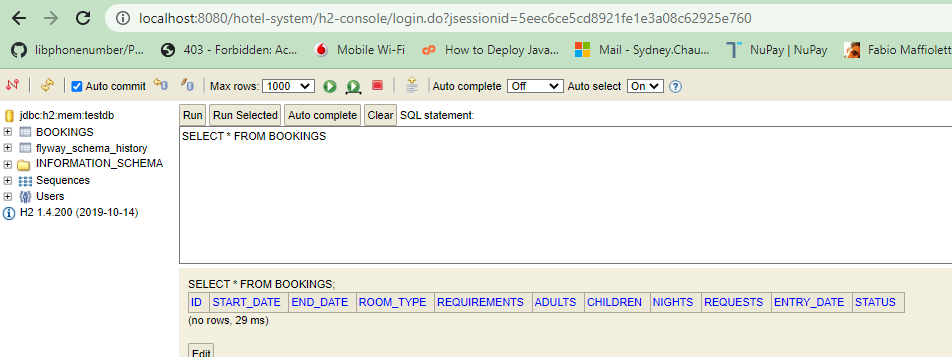 localhost:8080/hotel-system/h2-console/login.do?jsessionid=5eec6ce5cd8921fe1e3a08c62925e760
libphonenumber/P... 403 - Forbidden: Ac... Mobile Wi-Fi How to Deploy Java... Mail - Sydney.Chau... NuPay | NuPay Fabio Maffiolett
Auto commit Max rows: 1000 Auto complete Off Auto select On
jdbc:h2:mem:testdb
BOOKINGS
flyway_schema_history
INFORMATION_SCHEMA
Sequences
Users
H2 1.4.200 (2019-10-14)
Run Run Selected Auto complete Clear SQL statement:
SELECT * FROM BOOKINGS
SELECT * FROM BOOKINGS;
ID START_DATE END_DATE ROOM_TYPE REQUIREMENTS ADULTS CHILDREN NIGHTS REQUESTS ENTRY_DATE STATUS
(no rows, 29 ms)
Edit